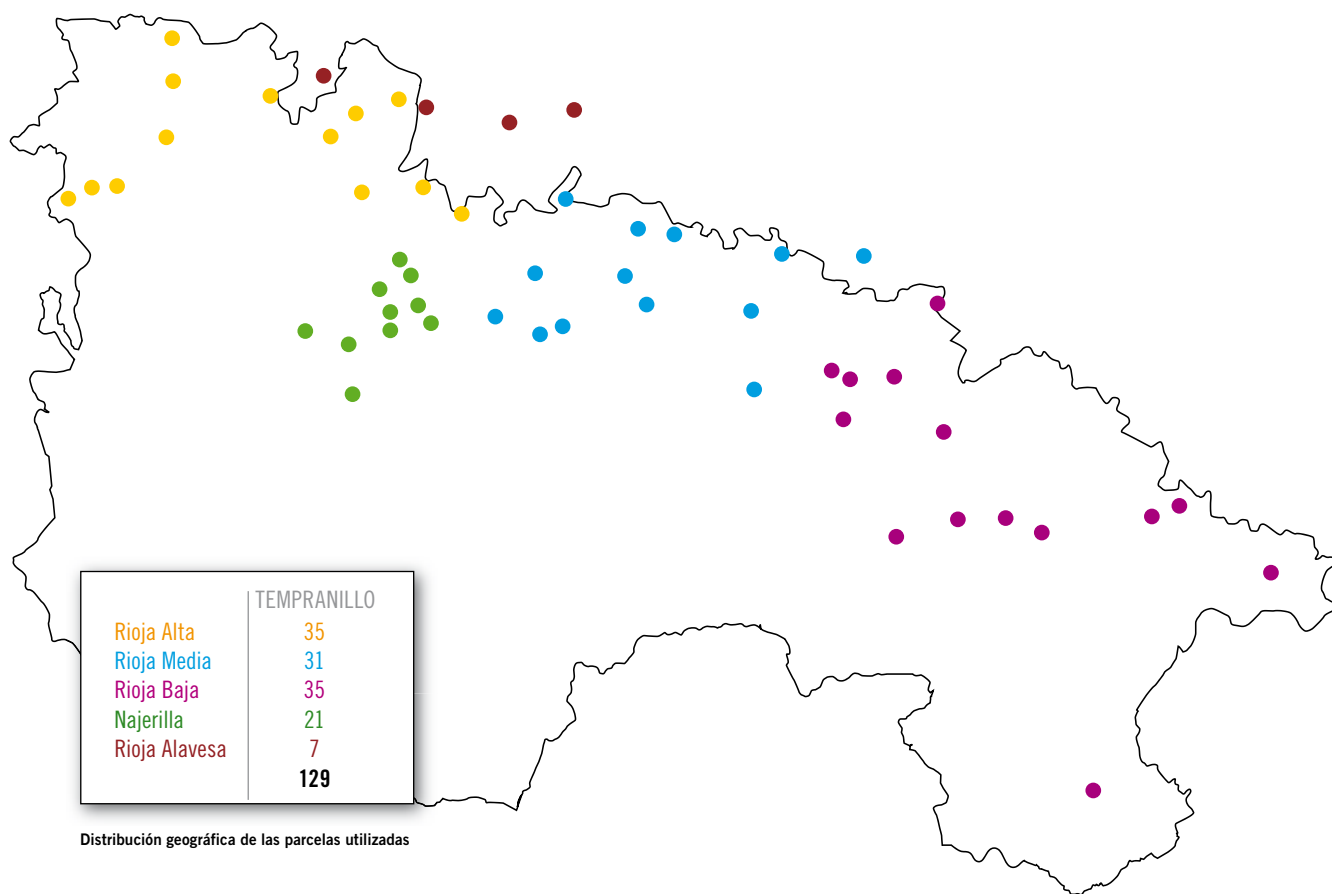 TEMPRANILLO
Rioja Alta 35
Rioja Media 31
Rioja Baja 35
Najerilla 21
Rioja Alavesa 7
129
Distribución geográfica de las parcelas utilizadas